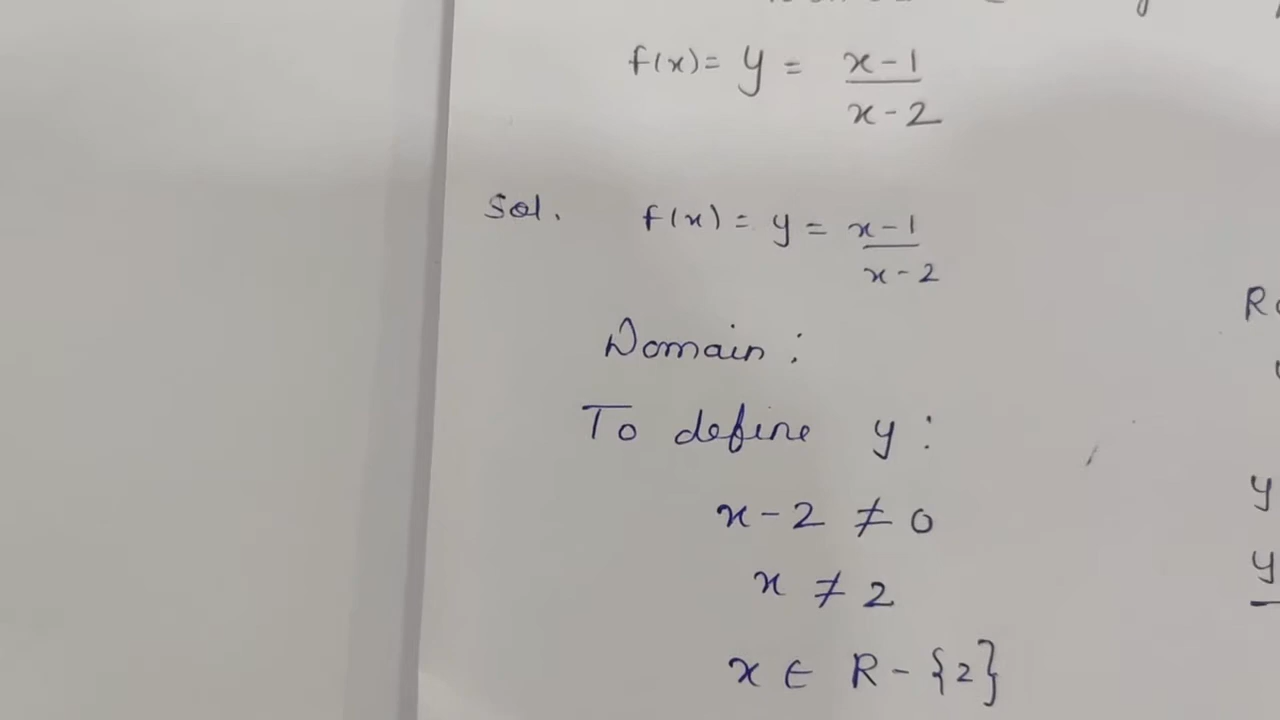 f(x) = y = x-1
x-2
Sol. f(x) = y = x-1
x-2
Domain :
To define y :
x-2 ≠ 0
x ≠ 2
x ∈ R - {2}
y
y